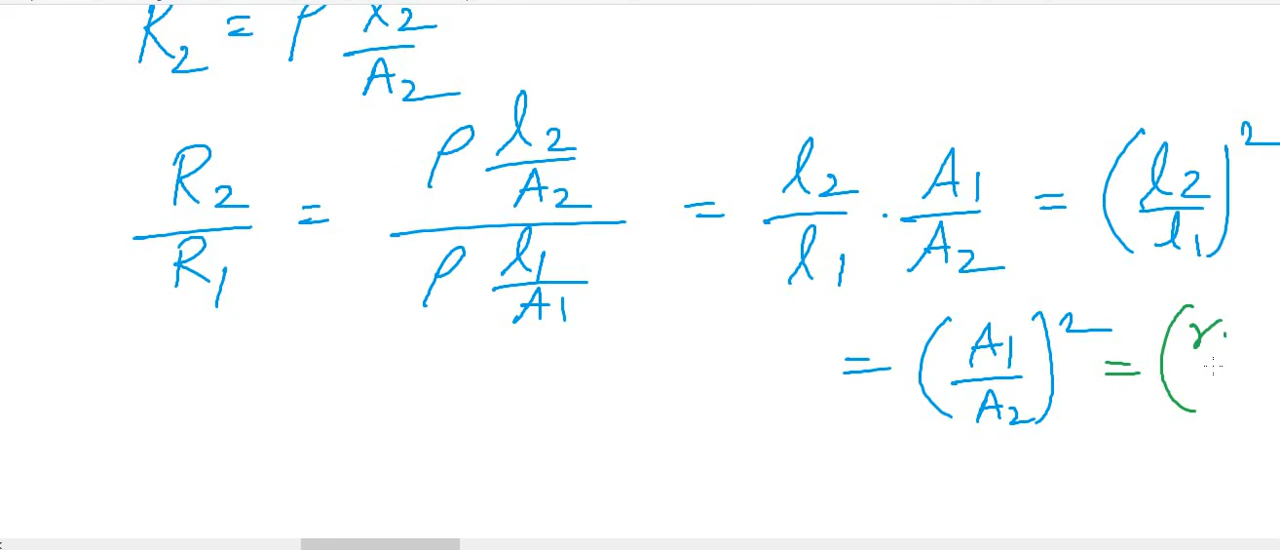 R₂ = ρ l₂/A₂
R₂/R₁ = (ρ l₂/A₂)/(ρ l₁/A₁) = l₂/l₁ · A₁/A₂ = (l₂/l₁)²
= (A₁/A₂)² = (r